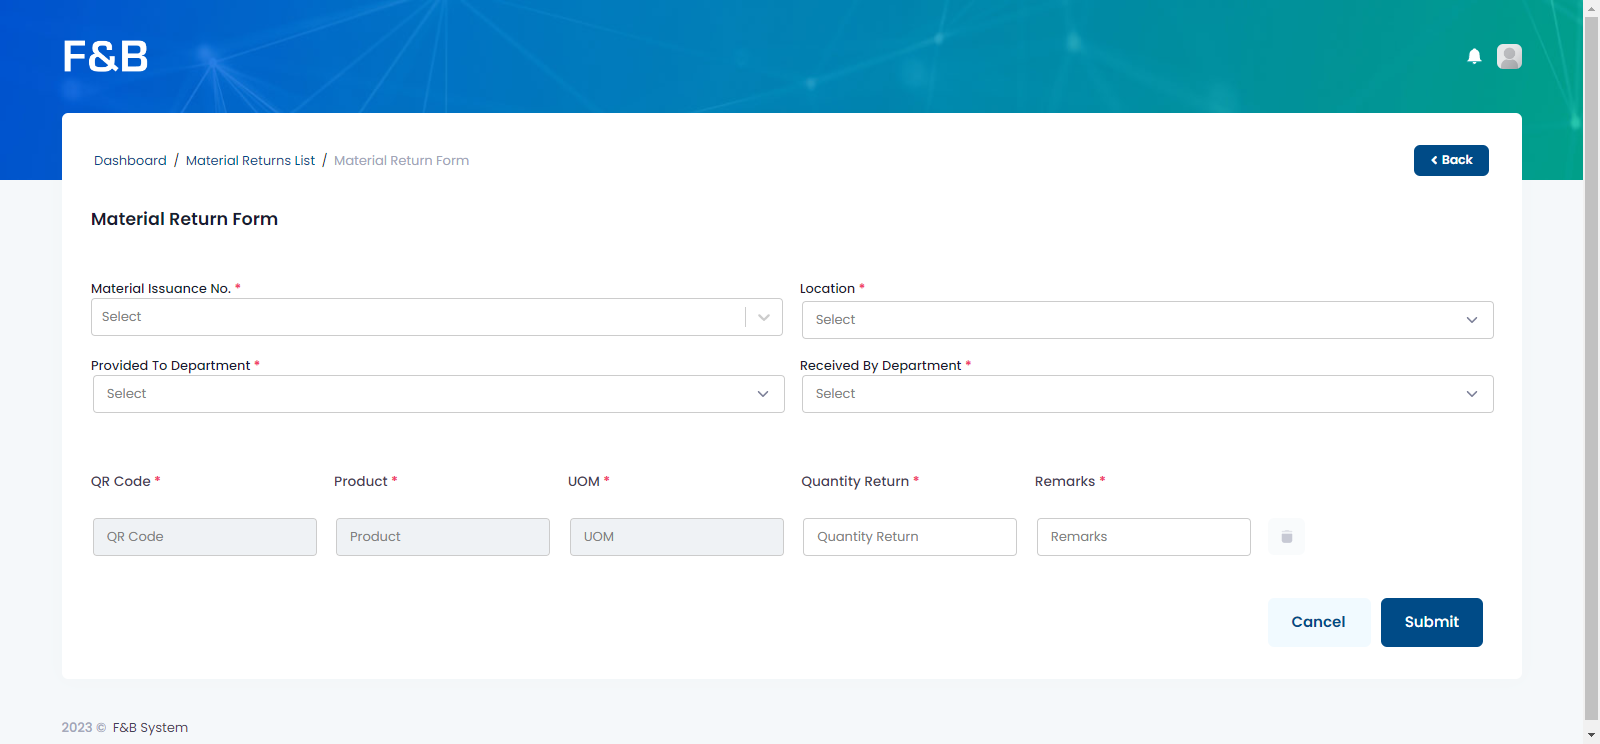 F&B
Dashboard / Material Returns List / Material Return Form
Back
Material Return Form
Material Issuance No. *
Select
Location *
Select
Provided To Department *
Select
Received By Department *
Select
QR Code * Product * UOM * Quantity Return * Remarks *
QR Code Product UOM Quantity Return Remarks
Cancel Submit
2023 © F&B System